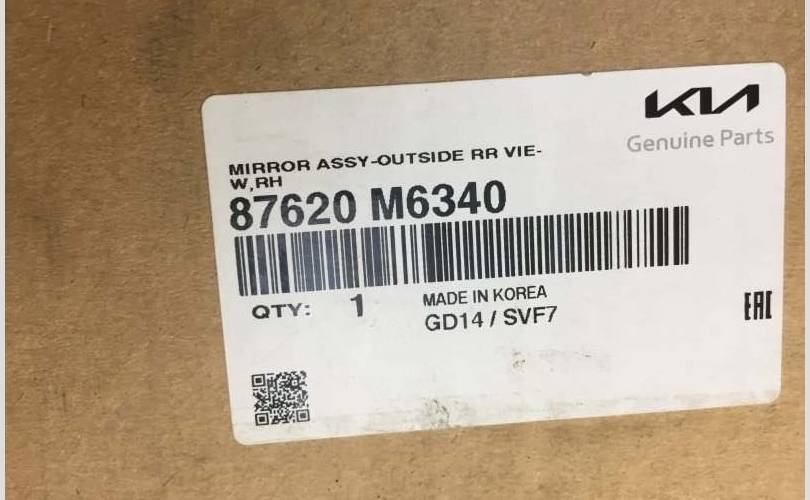 KIA
Genuine Parts
MIRROR ASSY-OUTSIDE RR VIE-
W,RH
87620 M6340
QTY: 1
MADE IN KOREA
GD14 / SVF7
EAC